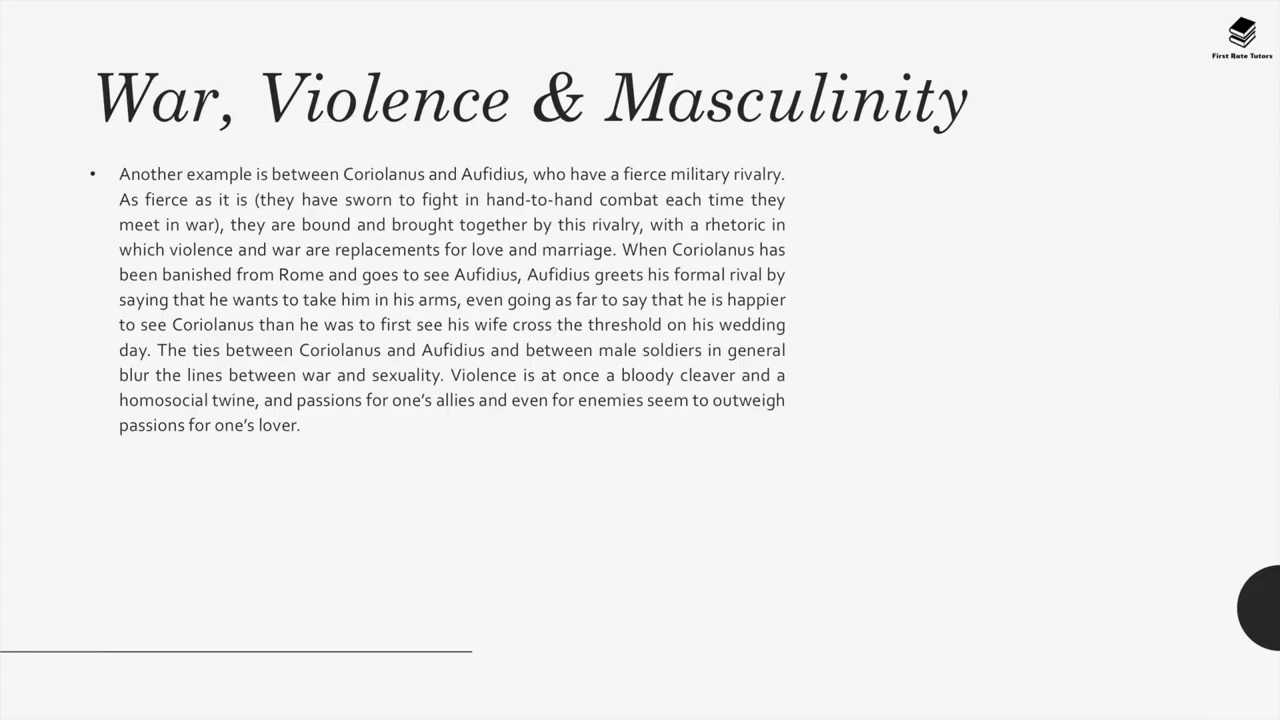 First Rate Tutors
War, Violence & Masculinity
• Another example is between Coriolanus and Aufidius, who have a fierce military rivalry.
As fierce as it is (they have sworn to fight in hand-to-hand combat each time they
meet in war), they are bound and brought together by this rivalry, with a rhetoric in
which violence and war are replacements for love and marriage. When Coriolanus has
been banished from Rome and goes to see Aufidius, Aufidius greets his formal rival by
saying that he wants to take him in his arms, even going as far to say that he is happier
to see Coriolanus than he was to first see his wife cross the threshold on his wedding
day. The ties between Coriolanus and Aufidius and between male soldiers in general
blur the lines between war and sexuality. Violence is at once a bloody cleaver and a
homosocial twine, and passions for one’s allies and even for enemies seem to outweigh
passions for one’s lover.